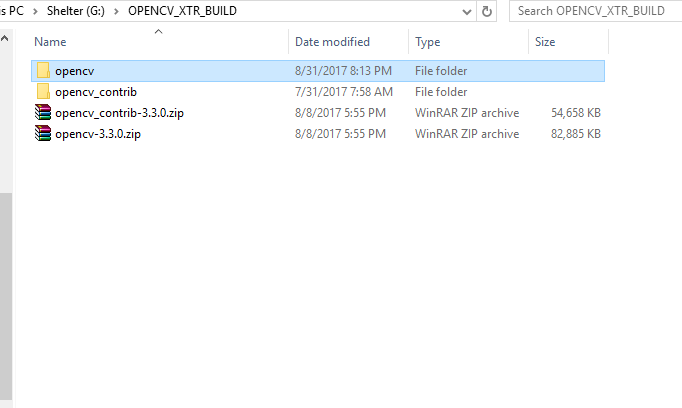 is PC > Shelter (G:) > OPENCV_XTR_BUILD Search OPENCV_XTR_BUILD
Name Date modified Type Size
opencv 8/31/2017 8:13 PM File folder
opencv_contrib 7/31/2017 7:58 AM File folder
opencv_contrib-3.3.0.zip 8/8/2017 5:55 PM WinRAR ZIP archive 54,658 KB
opencv-3.3.0.zip 8/8/2017 5:55 PM WinRAR ZIP archive 82,885 KB